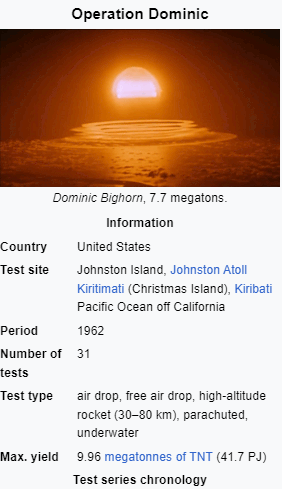 Operation Dominic
Dominic Bighorn, 7.7 megatons.
Information
Country United States
Test site Johnston Island, Johnston Atoll
Kiritimati (Christmas Island), Kiribati
Pacific Ocean off California
Period 1962
Number of 31
tests
Test type air drop, free air drop, high-altitude
rocket (30–80 km), parachuted,
underwater
Max. yield 9.96 megatonnes of TNT (41.7 PJ)
Test series chronology